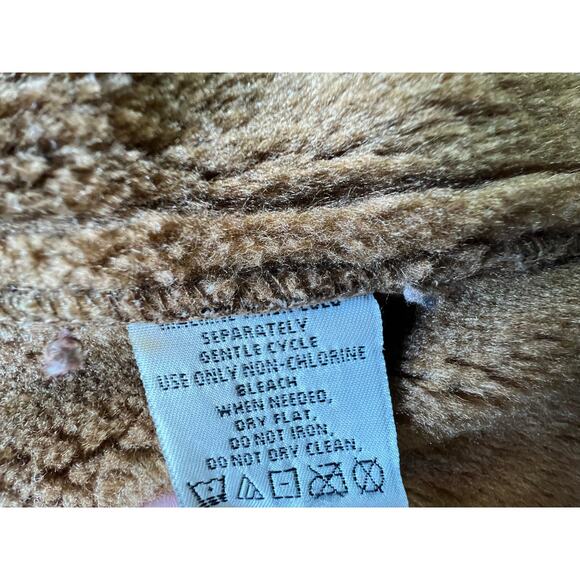 SEPARATELY
GENTLE CYCLE
USE ONLY NON-CHLORINE
BLEACH
WHEN NEEDED,
DRY FLAT,
DO NOT IRON,
DO NOT DRY CLEAN,